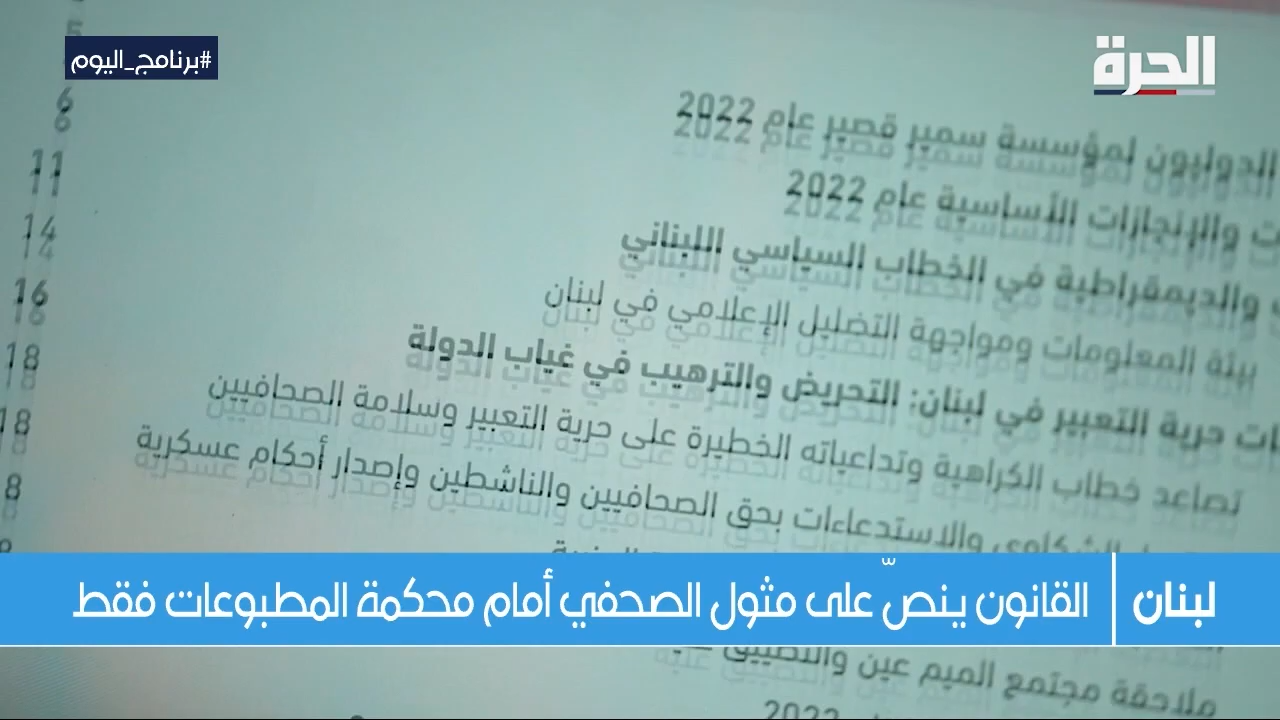 #برنامج_اليوم
الحرة
5
6
11
14
16
18
18
8
الدوليون لمؤسسة سمير قصير عام 2022
والإنجازات الأساسية عام 2022
والديمقراطية في الخطاب السياسي اللبناني
بيئة المعلومات ومواجهة التضليل الإعلامي في لبنان
حرية التعبير في لبنان: التحريض والترهيب في غياب الدولة
تصاعد خطاب الكراهية وتداعياته الخطيرة على حرية التعبير وسلامة الصحافيين
الشكاوى والاستدعاءات بحق الصحافيين والناشطين وإصدار أحكام عسكرية
لبنان
القانون ينصّ على مثول الصحفي أمام محكمة المطبوعات فقط
ملاحقة مجتمع الميم عين والتضييق عليه
2022